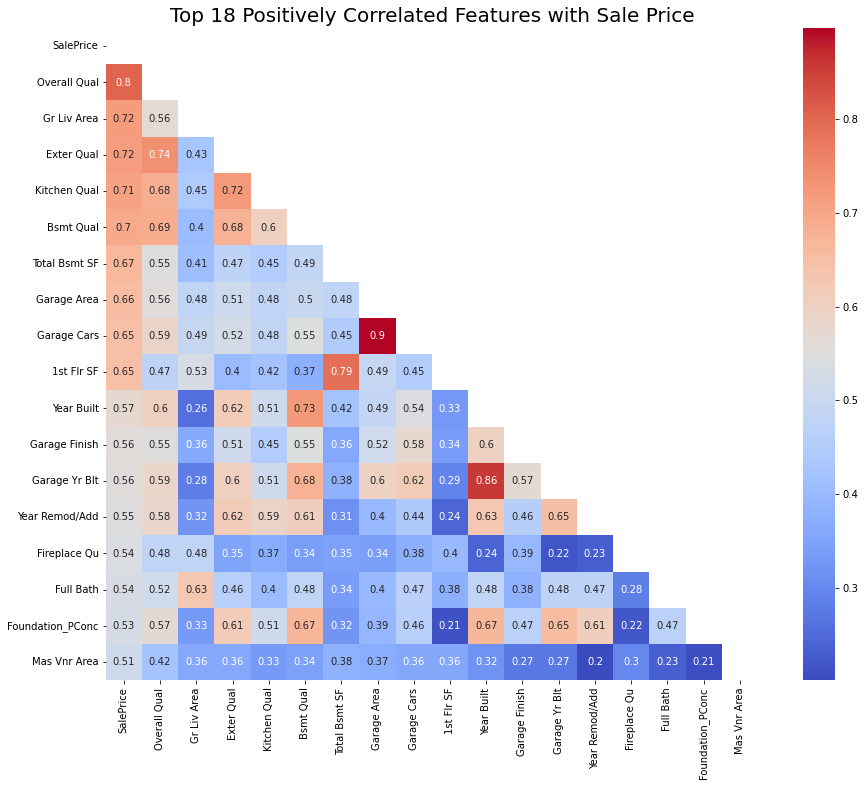 Top 18 Positively Correlated Features with Sale Price
SalePrice
Overall Qual 0.8
Gr Liv Area 0.72 0.56
Exter Qual 0.72 0.74 0.43
Kitchen Qual 0.71 0.68 0.45 0.72
Bsmt Qual 0.7 0.69 0.4 0.68 0.6
Total Bsmt SF 0.67 0.55 0.41 0.47 0.45 0.49
Garage Area 0.66 0.56 0.48 0.51 0.48 0.5 0.48
Garage Cars 0.65 0.59 0.49 0.52 0.48 0.55 0.45 0.9
1st Flr SF 0.65 0.47 0.53 0.4 0.42 0.37 0.79 0.49 0.45
Year Built 0.57 0.6 0.26 0.62 0.51 0.73 0.42 0.49 0.54 0.33
Garage Finish 0.56 0.55 0.36 0.51 0.45 0.55 0.36 0.52 0.58 0.34 0.6
Garage Yr Blt 0.56 0.59 0.28 0.6 0.51 0.68 0.38 0.6 0.62 0.29 0.86 0.57
Year Remod/Add 0.55 0.58 0.32 0.62 0.59 0.61 0.31 0.4 0.44 0.24 0.63 0.46 0.65
Fireplace Qu 0.54 0.48 0.48 0.35 0.37 0.34 0.35 0.34 0.38 0.4 0.24 0.39 0.22 0.23
Full Bath 0.54 0.52 0.63 0.46 0.4 0.48 0.34 0.4 0.47 0.38 0.48 0.38 0.48 0.47 0.28
Foundation_PConc 0.53 0.57 0.33 0.61 0.51 0.67 0.32 0.39 0.46 0.21 0.67 0.47 0.65 0.61 0.22 0.47
Mas Vnr Area 0.51 0.42 0.36 0.36 0.33 0.34 0.38 0.37 0.36 0.36 0.32 0.27 0.27 0.2 0.3 0.23 0.21
SalePrice
Overall Qual
Gr Liv Area
Exter Qual
Kitchen Qual
Bsmt Qual
Total Bsmt SF
Garage Area
Garage Cars
1st Flr SF
Year Built
Garage Finish
Garage Yr Blt
Year Remod/Add
Fireplace Qu
Full Bath
Foundation_PConc
Mas Vnr Area
0.8
0.7
0.6
0.5
0.4
0.3